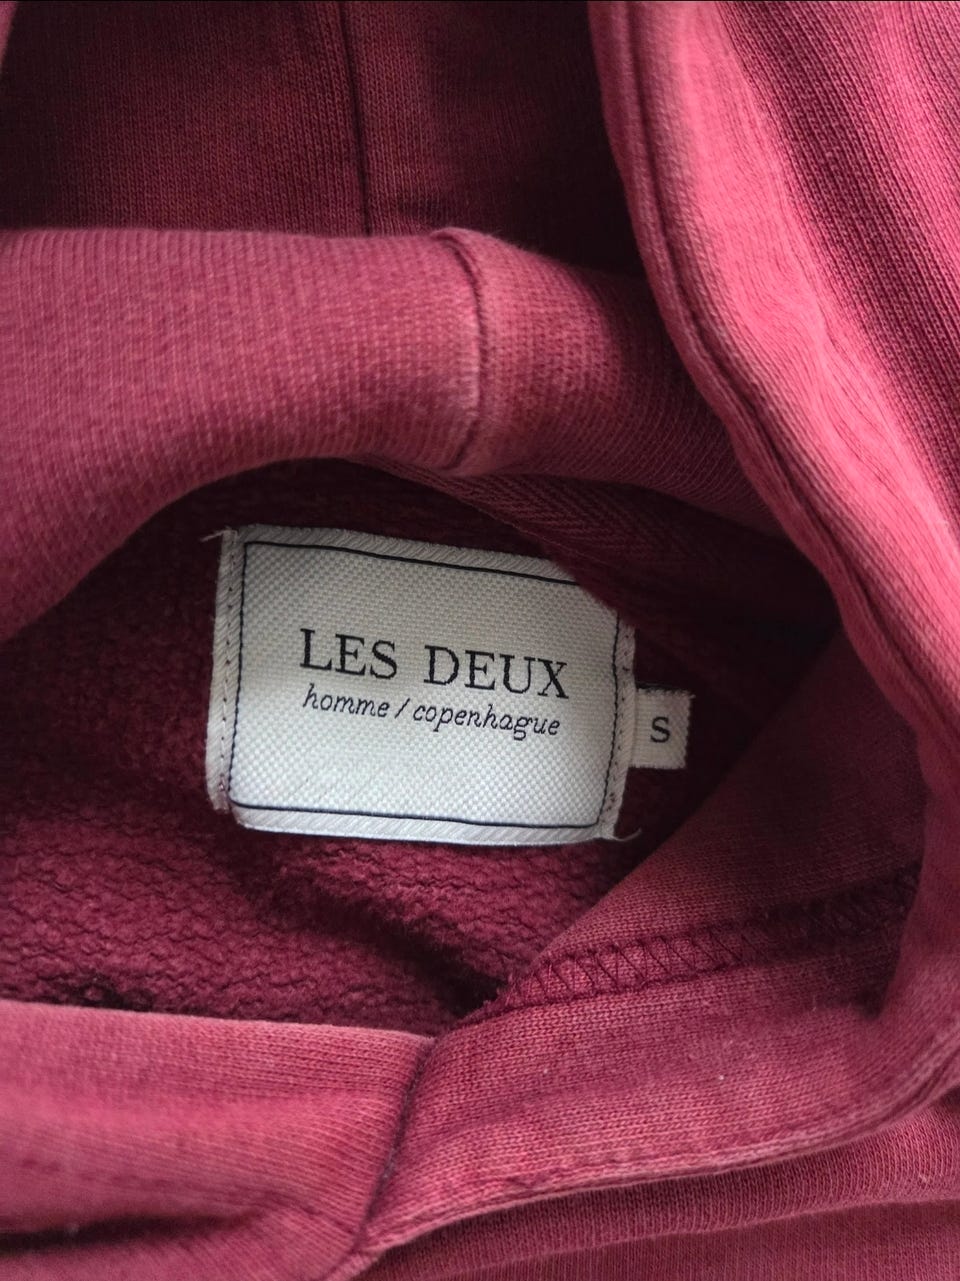 LES DEUX
homme / copenhague
S